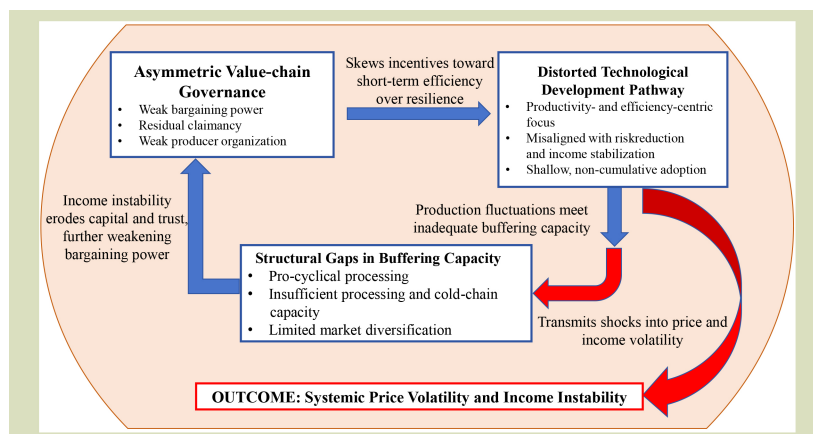 Asymmetric Value-chain
Governance
• Weak bargaining power
• Residual claimancy
• Weak producer organization
Skews incentives toward
short-term efficiency
over resilience
Distorted Technological
Development Pathway
• Productivity- and efficiency-centric
focus
• Misaligned with riskreduction
and income stabilization
• Shallow, non-cumulative adoption
Income instability
erodes capital and trust,
further weakening
bargaining power
Production fluctuations meet
inadequate buffering capacity
Structural Gaps in Buffering Capacity
• Pro-cyclical processing
• Insufficient processing and cold-chain
capacity
• Limited market diversification
Transmits shocks into price and
income volatility
OUTCOME: Systemic Price Volatility and Income Instability